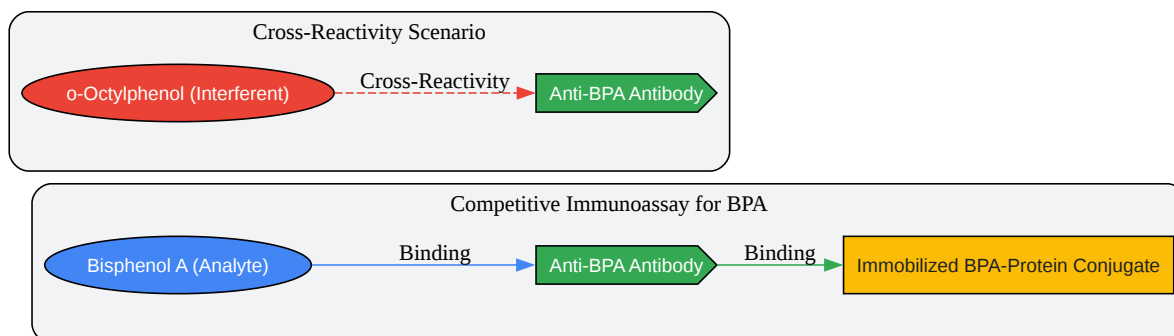 Cross-Reactivity Scenario
o-Octylphenol (Interferent)
Cross-Reactivity
Anti-BPA Antibody
Competitive Immunoassay for BPA
Bisphenol A (Analyte)
Binding
Anti-BPA Antibody
Binding
Immobilized BPA-Protein Conjugate